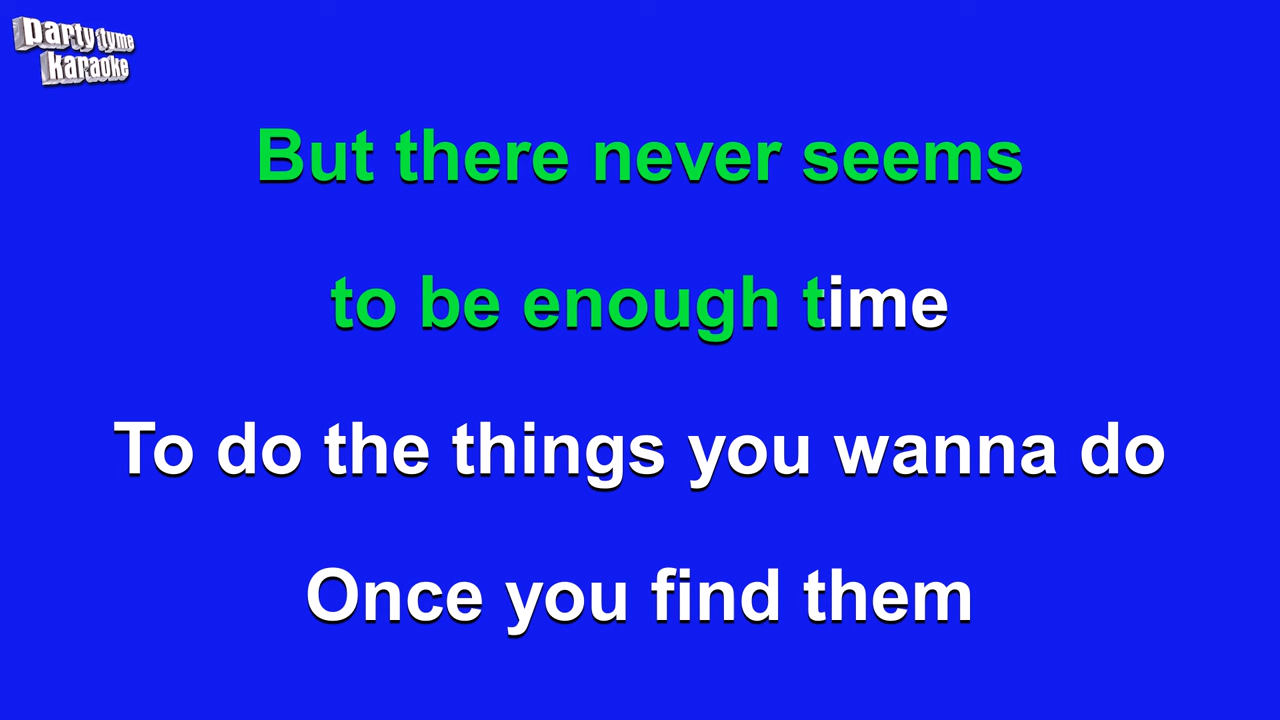 party tyme
karaoke
But there never seems
to be enough time
To do the things you wanna do
Once you find them